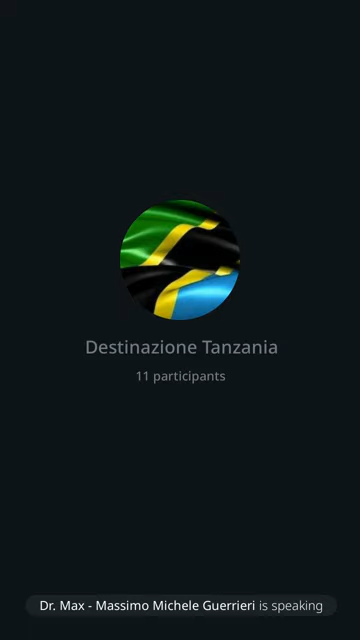 Destinazione Tanzania
11 participants
Dr. Max - Massimo Michele Guerrieri is speaking